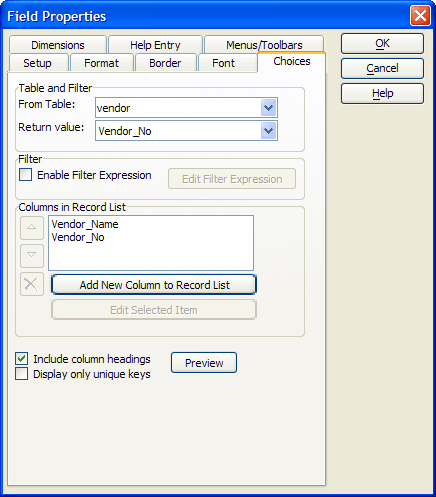 Field Properties
Dimensions Help Entry Menus/Toolbars
Setup Format Border Font Choices
OK
Cancel
Help
Table and Filter
From Table: vendor
Return value: Vendor_No
Filter
Enable Filter Expression Edit Filter Expression
Columns in Record List
Vendor_Name
Vendor_No
Add New Column to Record List
Edit Selected Item
Include column headings Preview
Display only unique keys